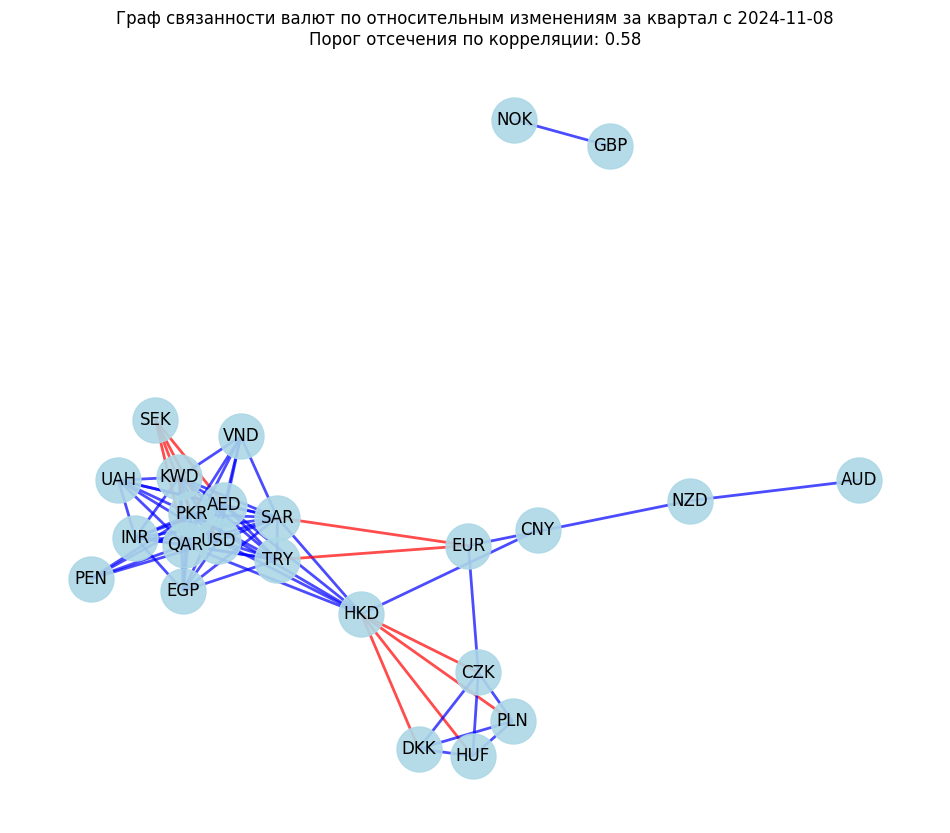 Граф связанности валют по относительным изменениям за квартал с 2024-11-08
Порог отсечения по корреляции: 0.58
NOK
GBP
SEK
VND
UAH
KWD
AUD
AED
NZD
PKR
SAR
CNY
INR
USD
QAR
EUR
TRY
PEN
EGP
HKD
CZK
PLN
DKK
HUF